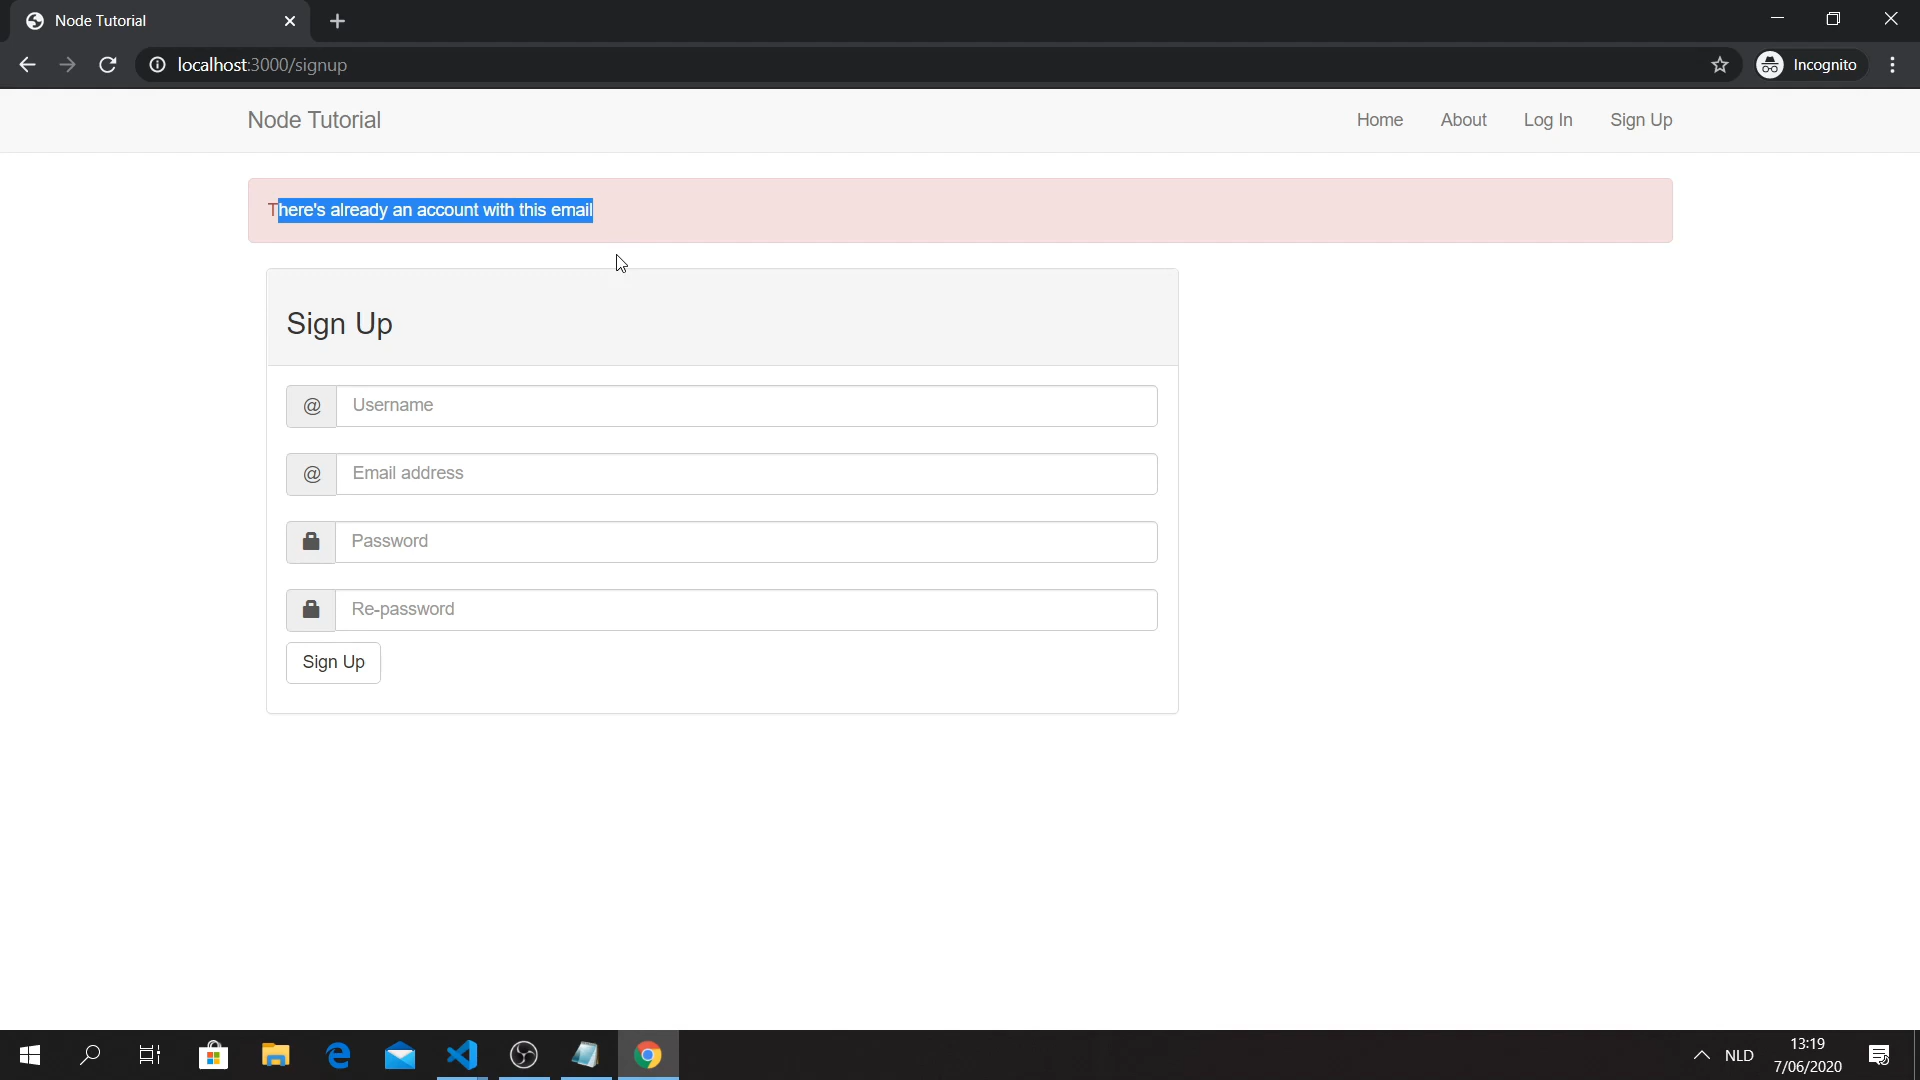 Node Tutorial
localhost:3000/signup
Incognito
Node Tutorial
Home
About
Log In
Sign Up
There's already an account with this email
Sign Up
@
Username
@
Email address
Password
Re-password
Sign Up
NLD
13:19
7/06/2020